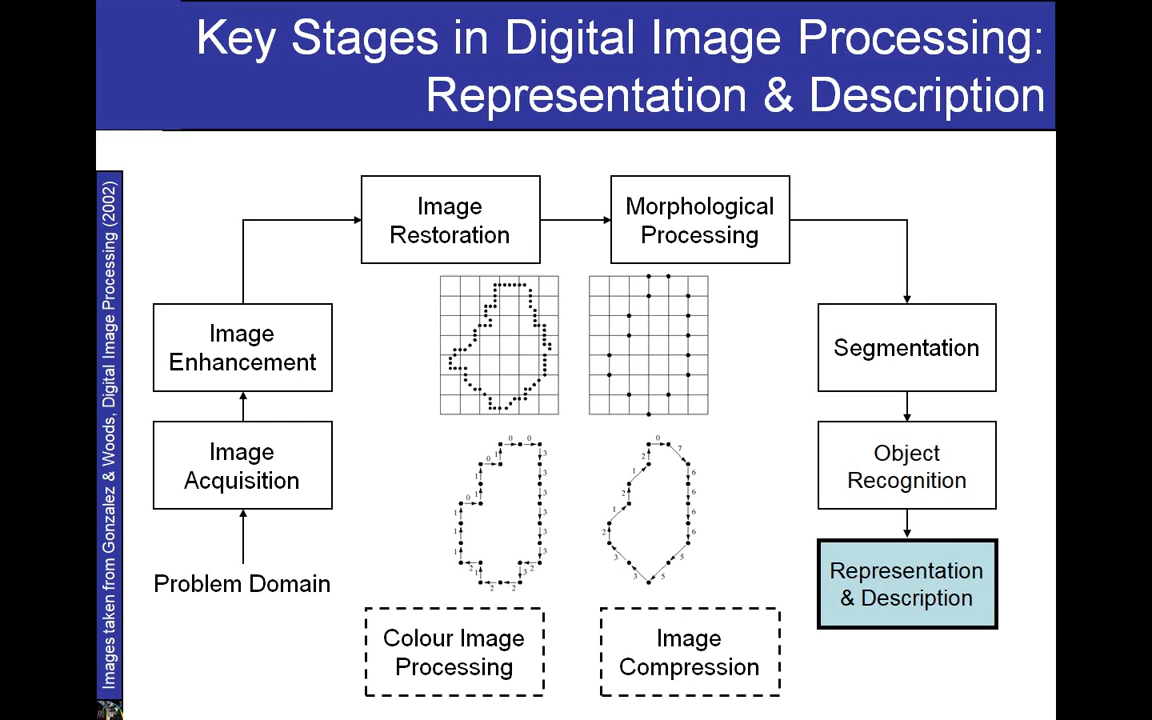 Key Stages in Digital Image Processing:
Representation & Description
Images taken from Gonzalez & Woods, Digital Image Processing (2002)
Image
Restoration
Morphological
Processing
Image
Enhancement
Segmentation
Image
Acquisition
Object
Recognition
Problem Domain
Representation
& Description
Colour Image
Processing
Image
Compression